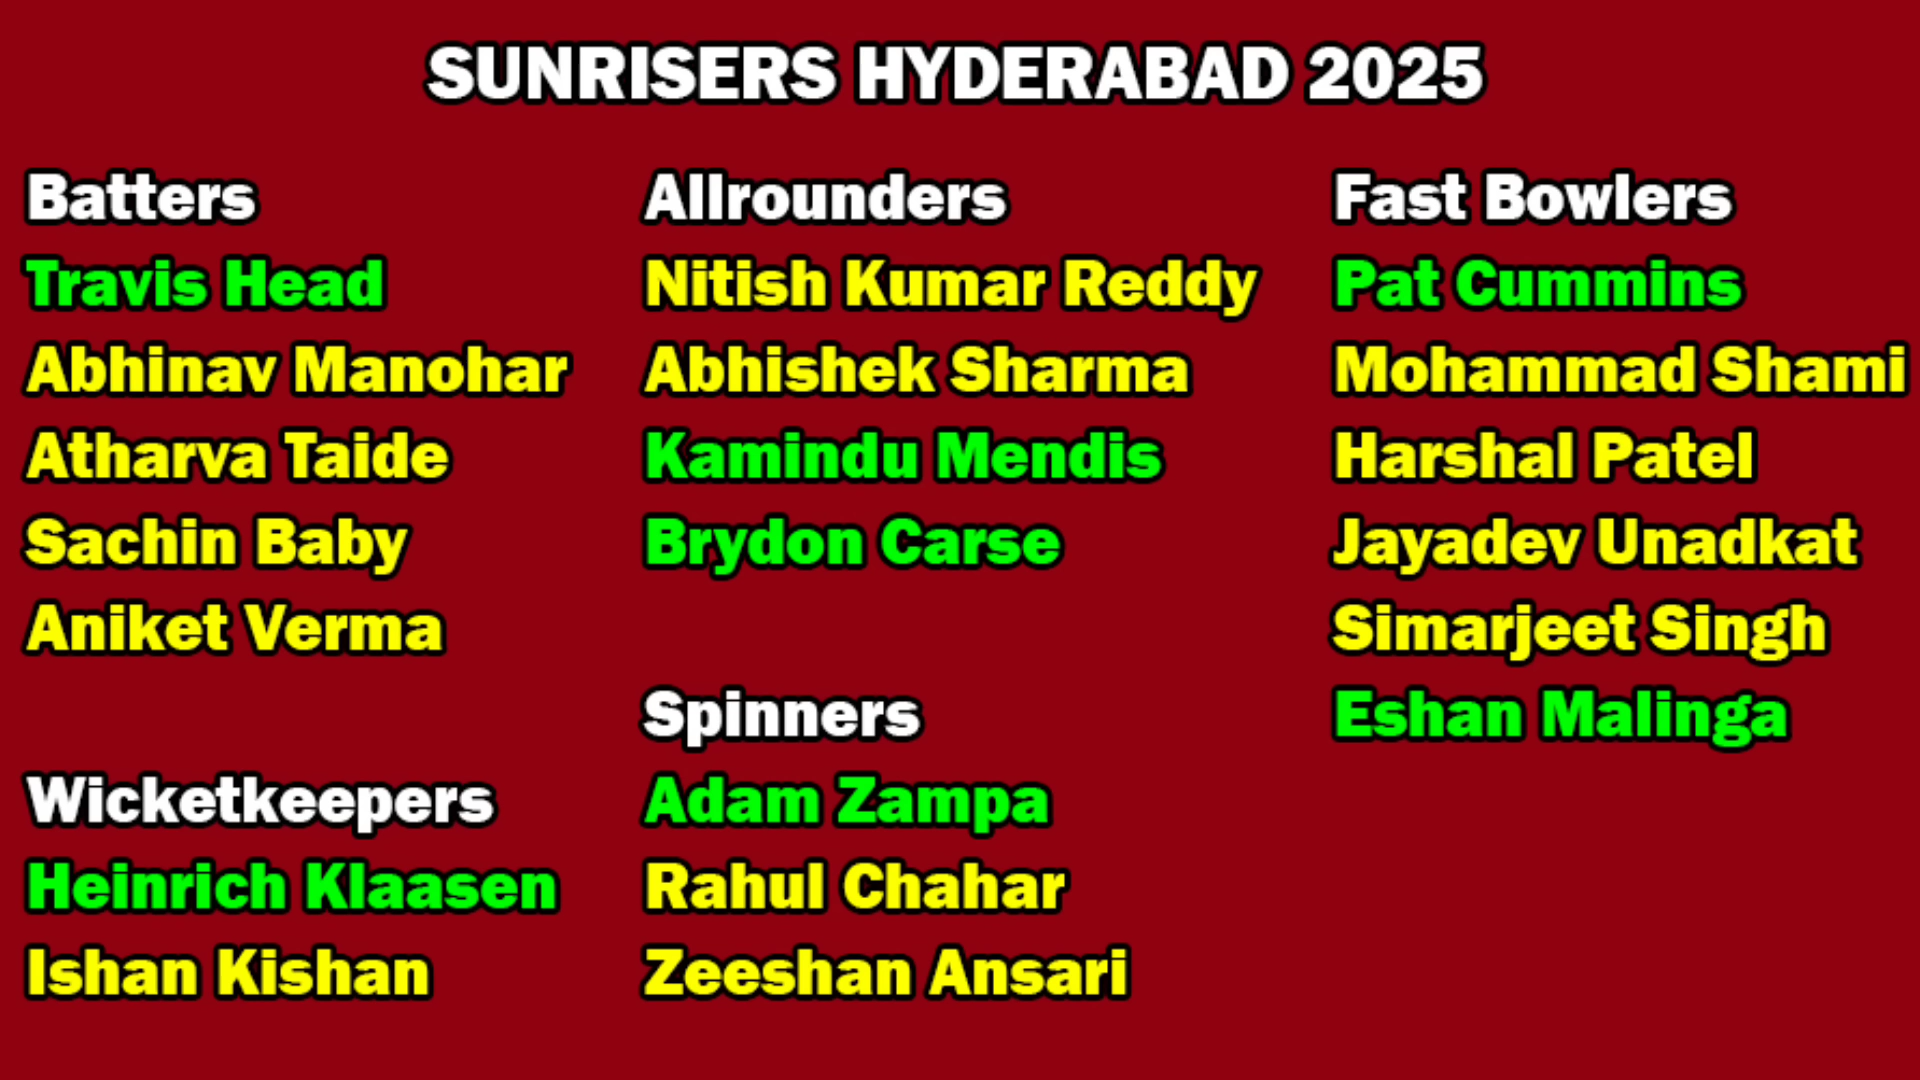 SUNRISERS HYDERABAD 2025
Batters
Travis Head
Abhinav Manohar
Atharva Taide
Sachin Baby
Aniket Verma
Wicketkeepers
Heinrich Klaasen
Ishan Kishan
Allrounders
Nitish Kumar Reddy
Abhishek Sharma
Kamindu Mendis
Brydon Carse
Spinners
Adam Zampa
Rahul Chahar
Zeeshan Ansari
Fast Bowlers
Pat Cummins
Mohammad Shami
Harshal Patel
Jayadev Unadkat
Simarjeet Singh
Eshan Malinga